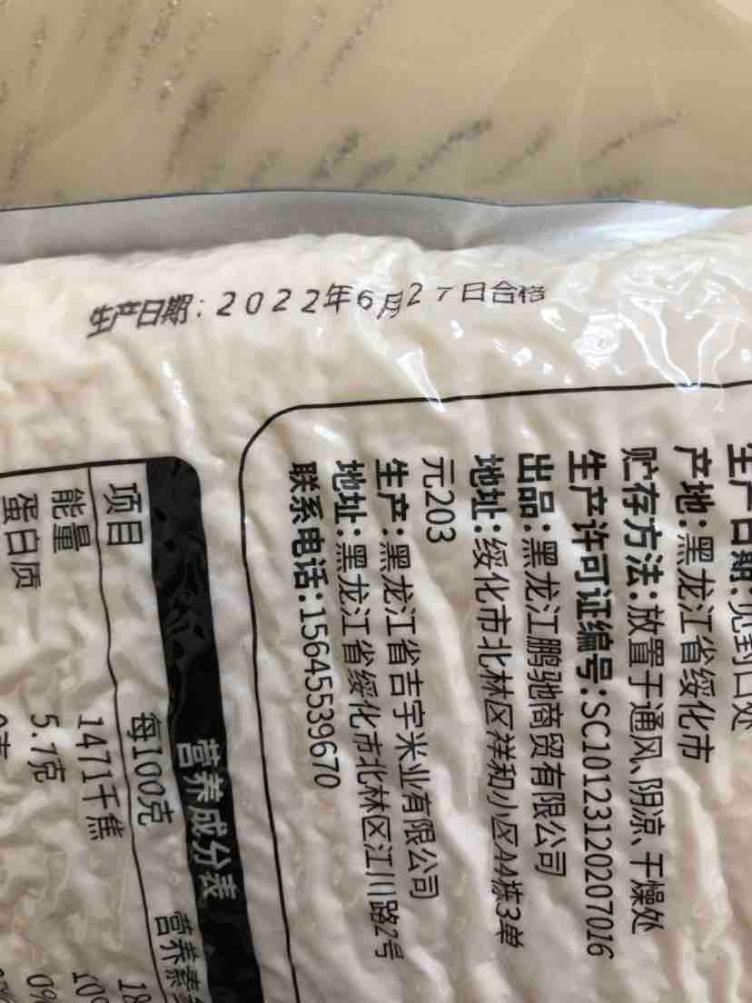 生产日期:2022年6月27日合格
生产日期:见封口处
产地:黑龙江省绥化市
贮存方法:放置于通风、阴凉、干燥处
生产许可证编号:SC10123120207016
出品:黑龙江鹏驰商贸有限公司
地址:绥化市北林区祥和小区A4栋3单
元203
生产:黑龙江省吉宇米业有限公司
地址:黑龙江省绥化市北林区江川路2号
联系电话:15645539670
营养成分表
项目 每100克 营养素
能量 1471千焦
蛋白质 5.7克